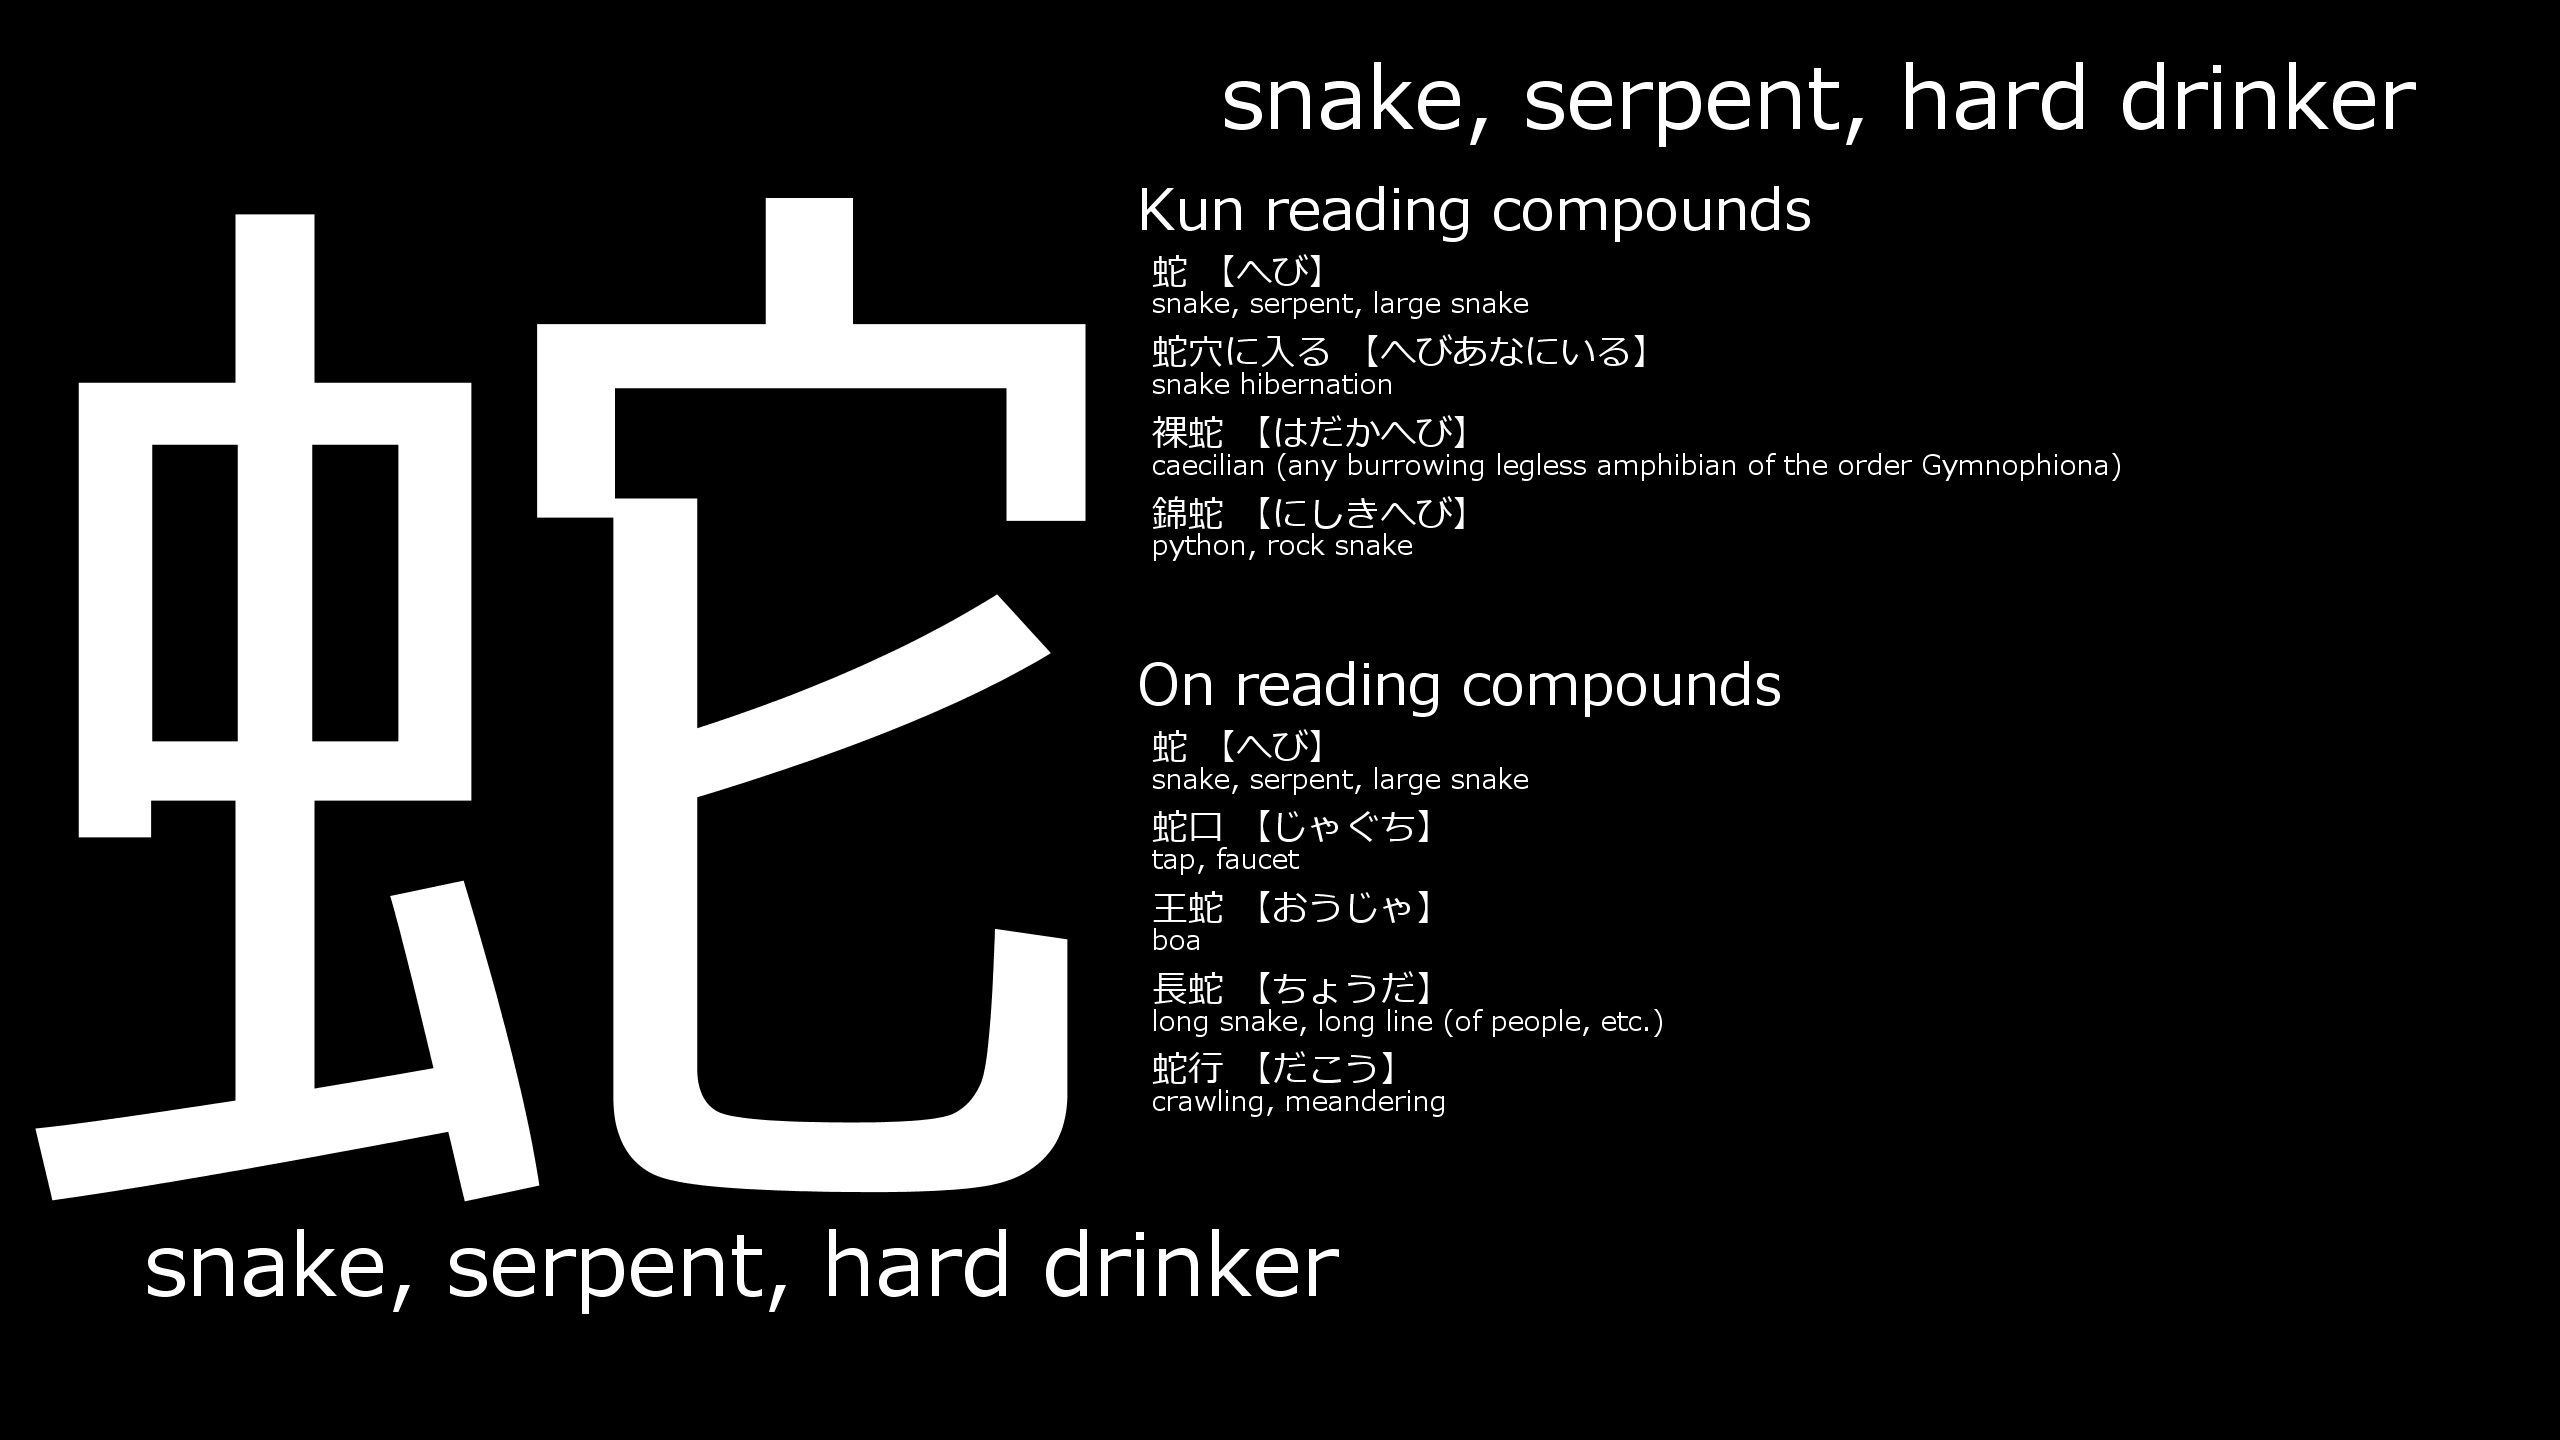 snake, serpent, hard drinker
蛇
Kun reading compounds
蛇 【へび】
snake, serpent, large snake
蛇穴に入る 【へびあなにいる】
snake hibernation
裸蛇 【はだかへび】
caecilian (any burrowing legless amphibian of the order Gymnophiona)
錦蛇 【にしきへび】
python, rock snake
On reading compounds
蛇 【へび】
snake, serpent, large snake
蛇口 【じゃぐち】
tap, faucet
王蛇 【おうじゃ】
boa
長蛇 【ちょうだ】
long snake, long line (of people, etc.)
蛇行 【だこう】
crawling, meandering
snake, serpent, hard drinker